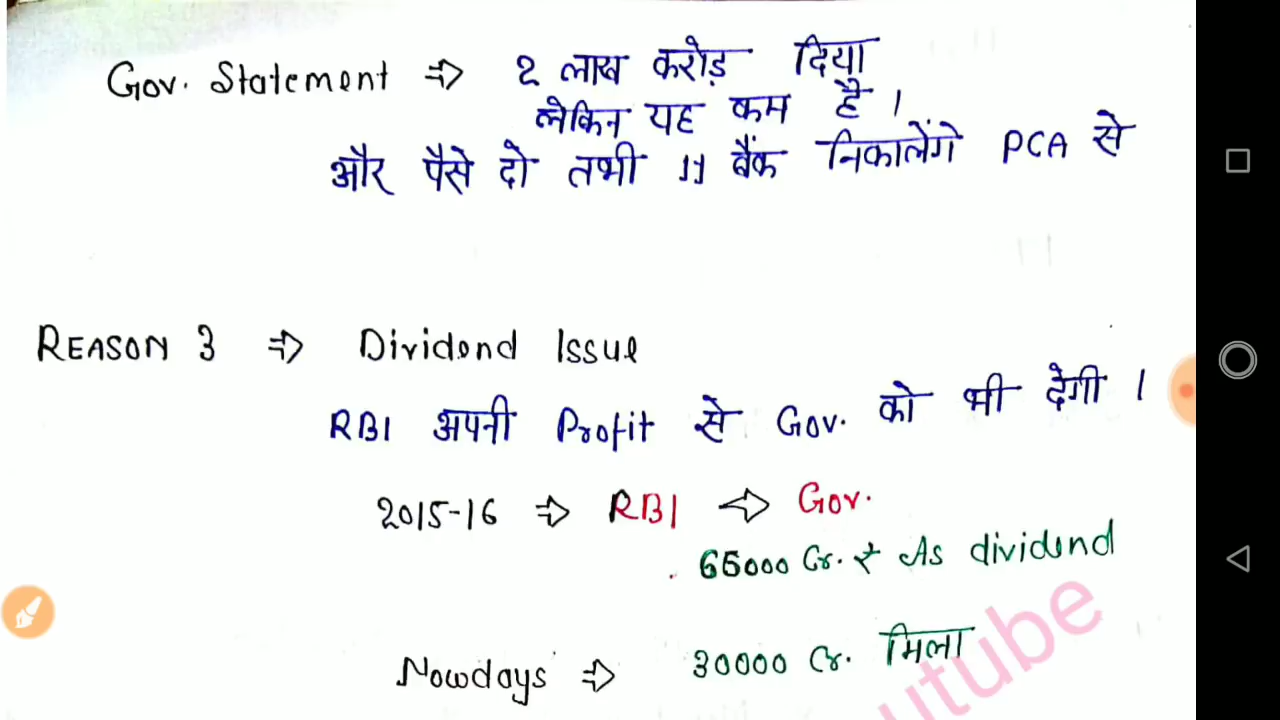 Gov. Statement ⇒ 2 लाख करोड़ दिया
लेकिन यह कम है ।
और पैसे दो तभी 11 बैंक निकालेंगे PCA से
REASON 3 ⇒ Dividend Issue
RBI अपनी Profit से Gov. को भी देगी ।
2015-16 ⇒ RBI ⇒ Gov.
65000 Cr. ₹ As dividend
Nowdays ⇒ 30000 Cr. मिला
utube